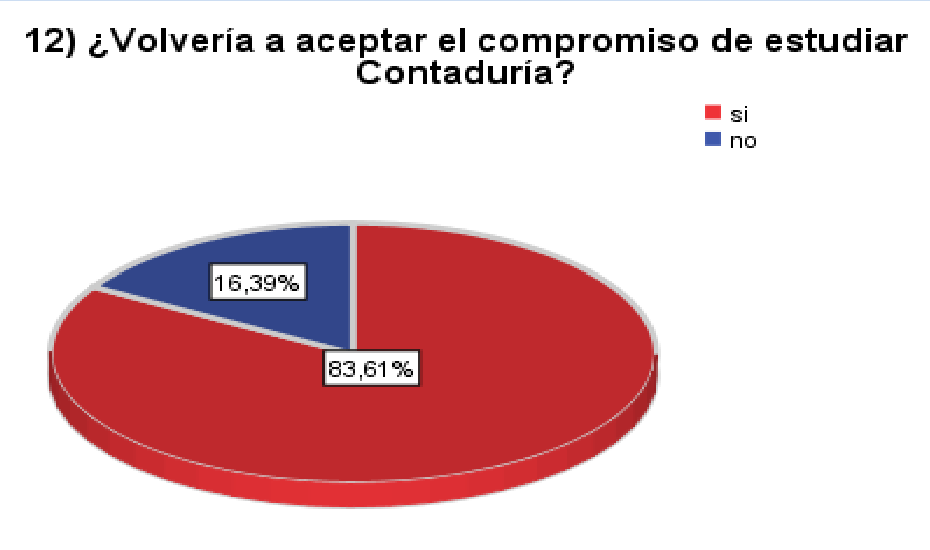 12) ¿Volvería a aceptar el compromiso de estudiar
Contaduría?
si
no
16,39%
83,61%